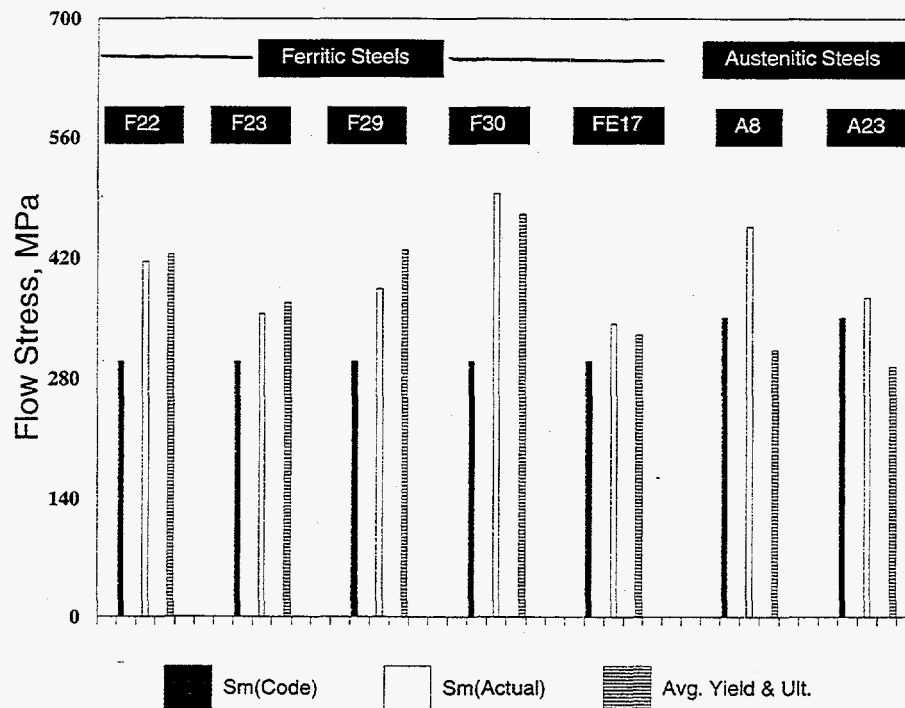 700
Ferritic Steels
Austenitic Steels
F22 F23 F29 F30 FE17 A8 A23
560
Flow Stress, MPa
420
280
140
0
Sm(Code) Sm(Actual) Avg. Yield & Ult.